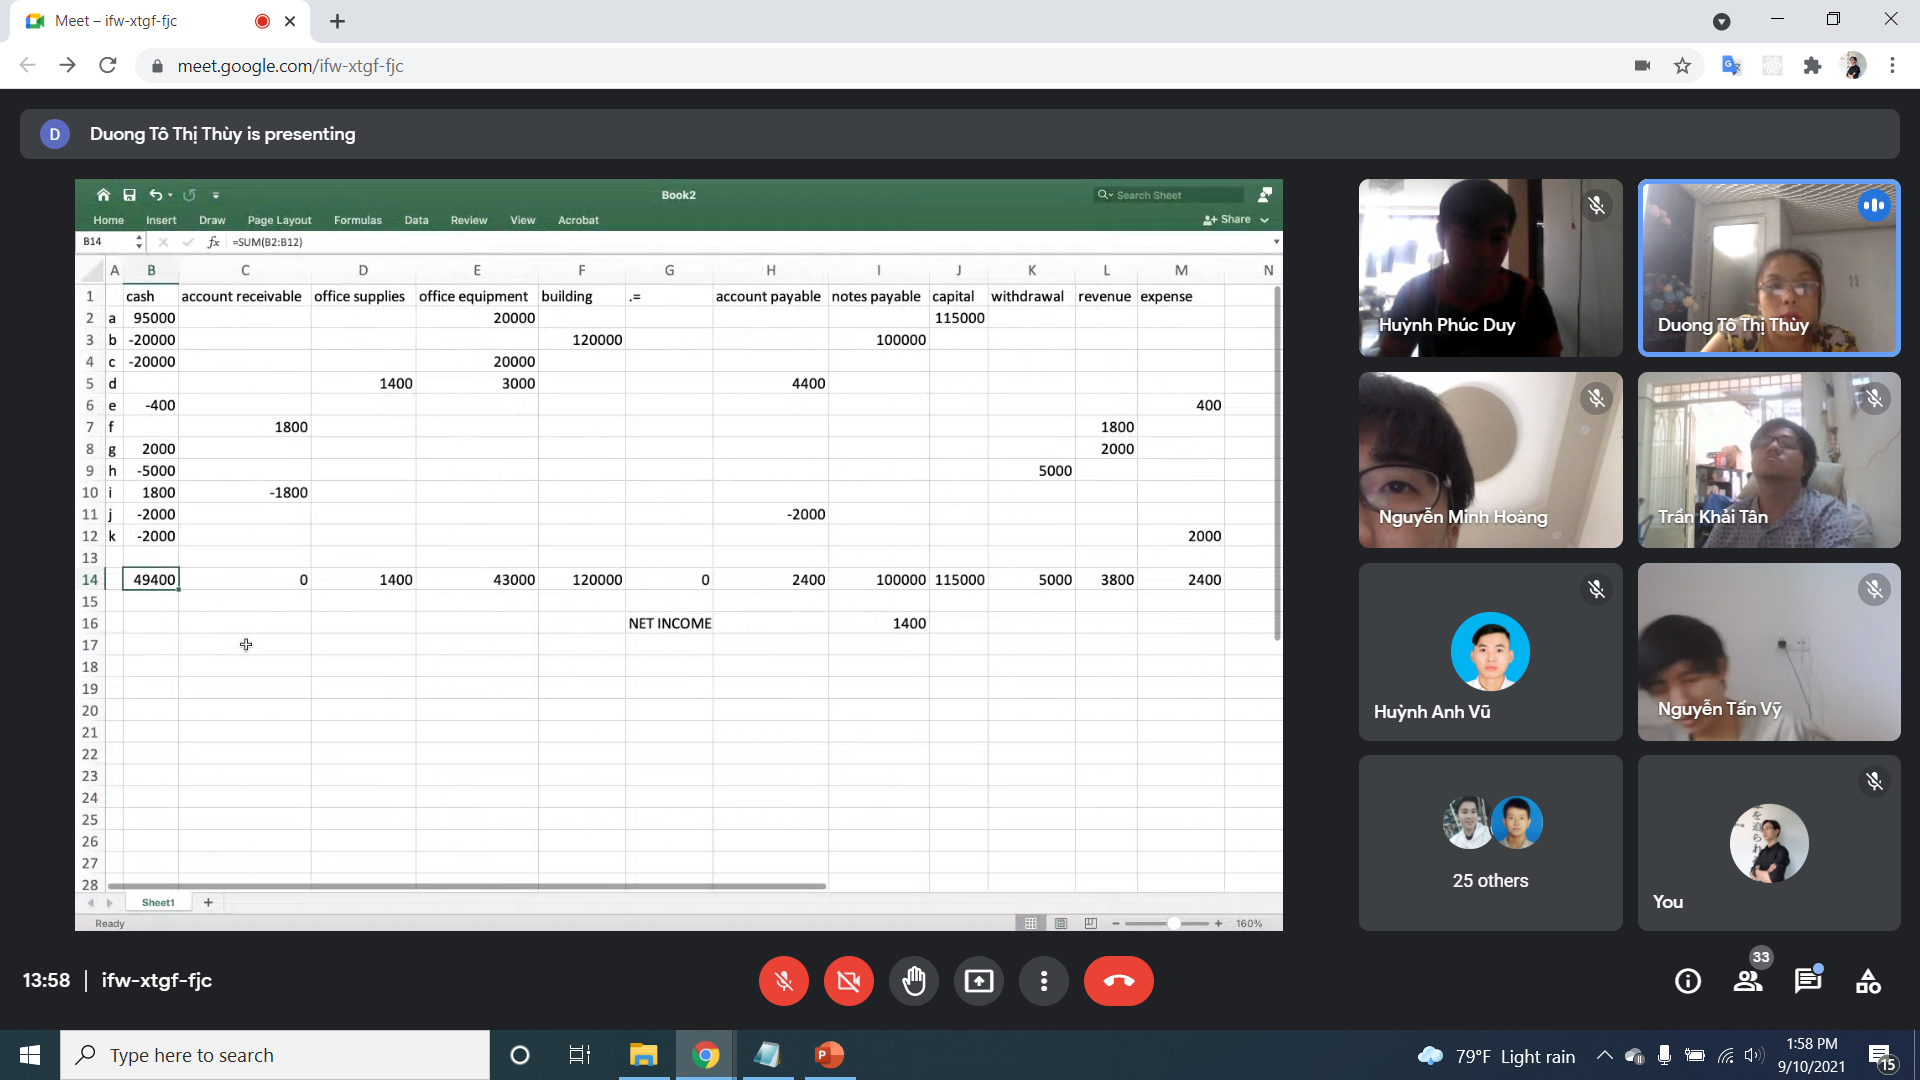 Meet – ifw-xtgf-fjc
meet.google.com/ifw-xtgf-fjc
D Duong Tô Thị Thùy is presenting
Book2
Search Sheet
Home Insert Draw Page Layout Formulas Data Review View Acrobat
Share
B14 fx =SUM(B2:B12)
A B C D E F G H I J K L M N
1 cash account receivable office supplies office equipment building .= account payable notes payable capital withdrawal revenue expense
2 a 95000 20000 115000
3 b -20000 120000 100000
4 c -20000 20000
5 d 1400 3000 4400
6 e -400 400
7 f 1800 1800
8 g 2000 2000
9 h -5000 5000
10 i 1800 -1800
11 j -2000 -2000
12 k -2000 2000
13
14 49400 0 1400 43000 120000 0 2400 100000 115000 5000 3800 2400
15
16 NET INCOME 1400
17
18
19
20
21
22
23
24
25
26
27
28
Sheet1
Ready
160%
Huỳnh Phúc Duy
Duong Tô Thị Thùy
Nguyễn Minh Hoàng
Trần Khải Tân
Huỳnh Anh Vũ
Nguyễn Tấn Vỹ
25 others
You
13:58 | ifw-xtgf-fjc
33
Type here to search
79°F Light rain
1:58 PM
9/10/2021
15